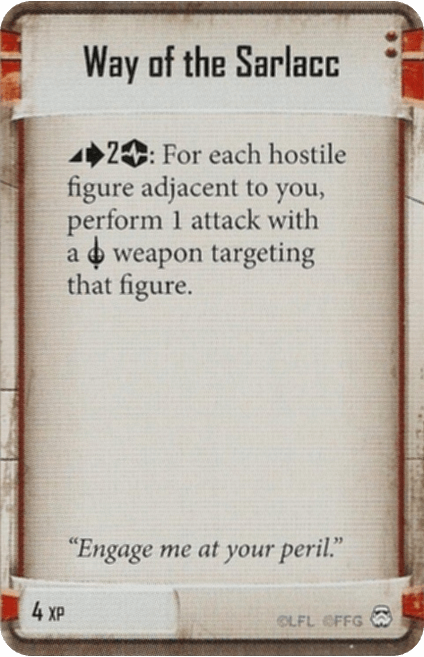 Way of the Sarlacc
2: For each hostile
figure adjacent to you,
perform 1 attack with
a weapon targeting
that figure.
“Engage me at your peril.”
4 XP
©LFL ©FFG